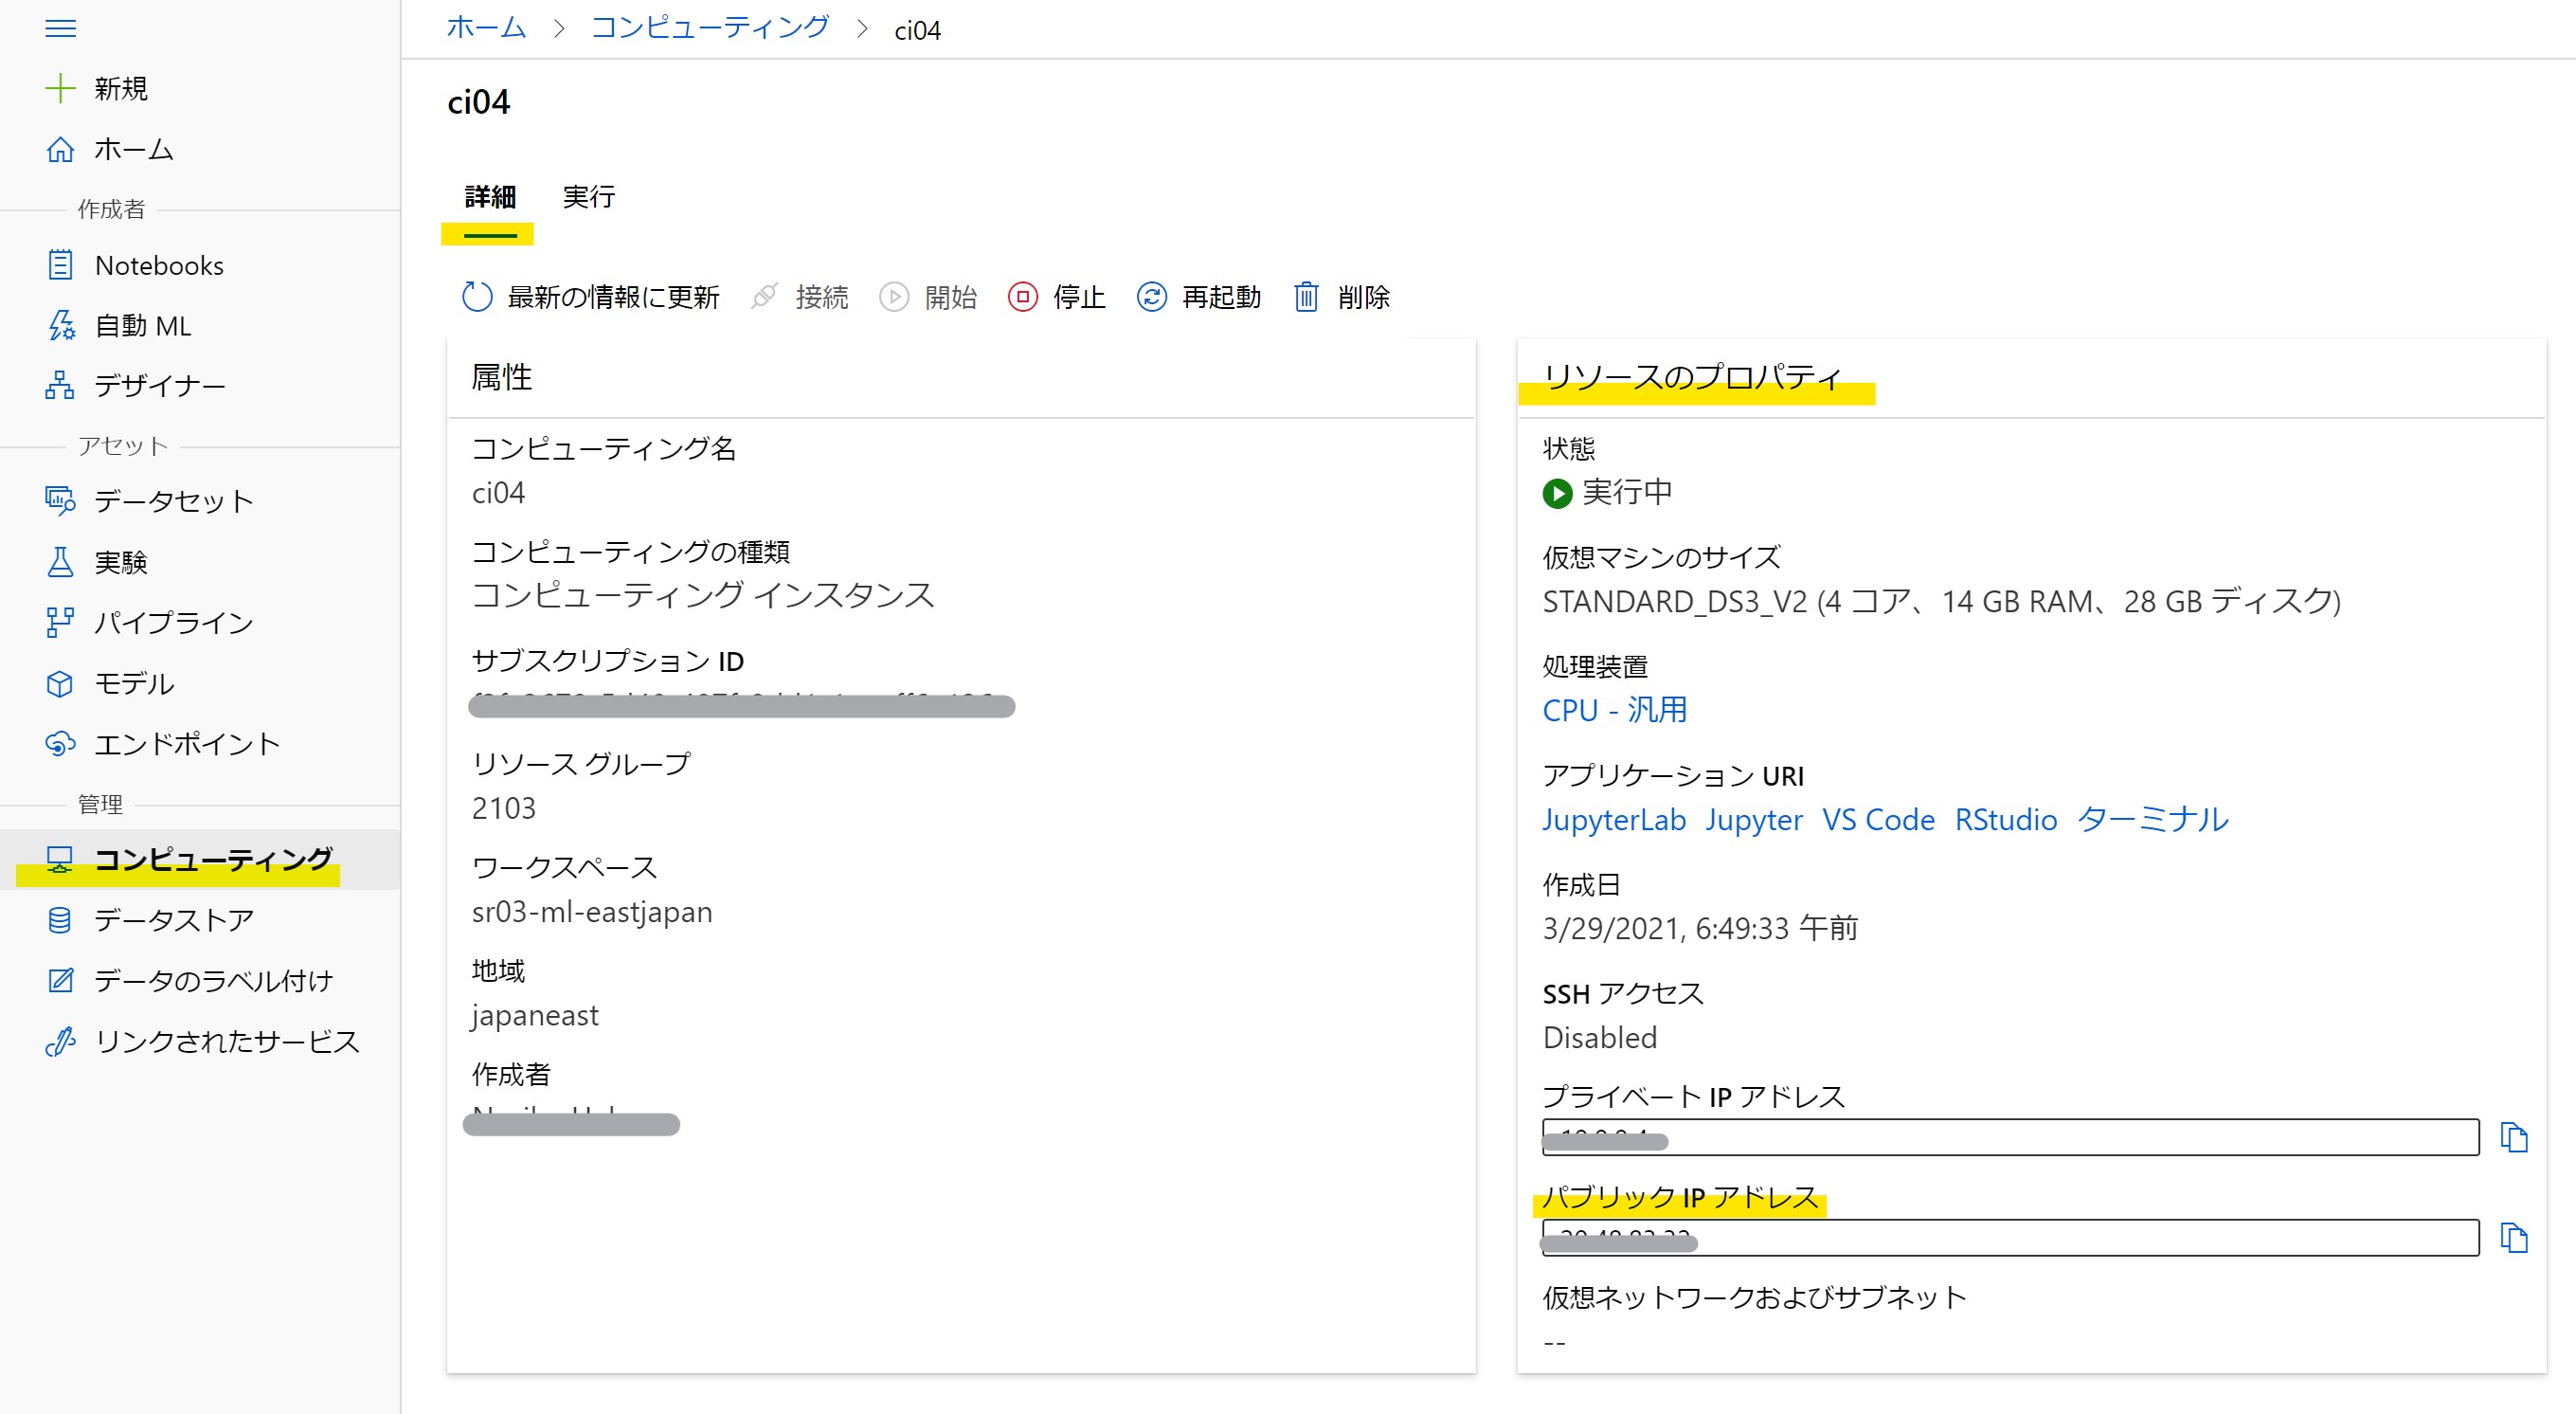 ホーム > コンピューティング > ci04
新規
ホーム
作成者
Notebooks
自動 ML
デザイナー
アセット
データセット
実験
パイプライン
モデル
エンドポイント
管理
コンピューティング
データストア
データのラベル付け
リンクされたサービス
ci04
詳細 実行
最新の情報に更新 接続 開始 停止 再起動 削除
属性
コンピューティング名
ci04
コンピューティングの種類
コンピューティング インスタンス
サブスクリプション ID
リソース グループ
2103
ワークスペース
sr03-ml-eastjapan
地域
japaneast
作成者
リソースのプロパティ
状態
実行中
仮想マシンのサイズ
STANDARD_DS3_V2 (4 コア、14 GB RAM、28 GB ディスク)
処理装置
CPU - 汎用
アプリケーション URI
JupyterLab Jupyter VS Code RStudio ターミナル
作成日
3/29/2021, 6:49:33 午前
SSH アクセス
Disabled
プライベート IP アドレス
パブリック IP アドレス
仮想ネットワークおよびサブネット
--